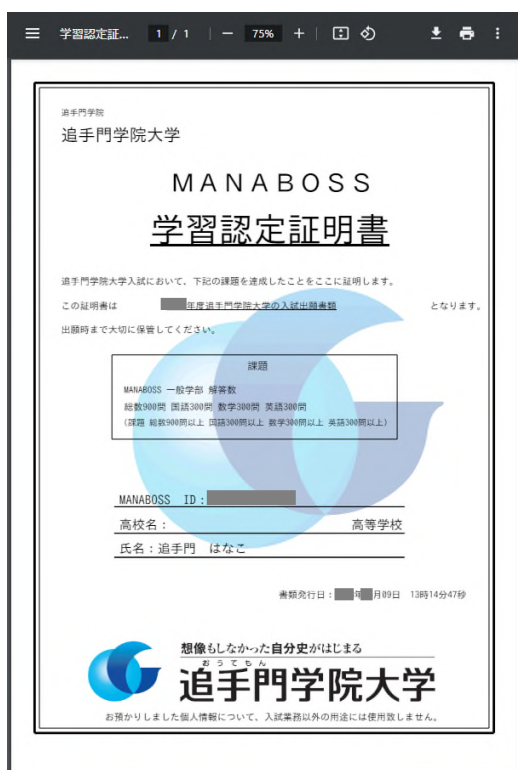 学習認定証... 1 / 1 75%
追手門学院
追手門学院大学
MANABOSS
学習認定証明書
追手門学院大学入試において、下記の課題を達成したことをここに証明します。
この証明書は 年度追手門学院大学の入試出願書類 となります。
出願時まで大切に保管してください。
課題
MANABOSS 一般学部 解答数
総数900問 国語300問 数学300問 英語300問
(課題 総数900問以上 国語300問以上 数学300問以上 英語300問以上)
MANABOSS ID:
高校名: 高等学校
氏名:追手門 はなこ
書類発行日: 年 月09日 13時14分47秒
想像もしなかった自分史がはじまる
おうてもん
追手門学院大学
お預かりしました個人情報について、入試業務以外の用途には使用致しません。